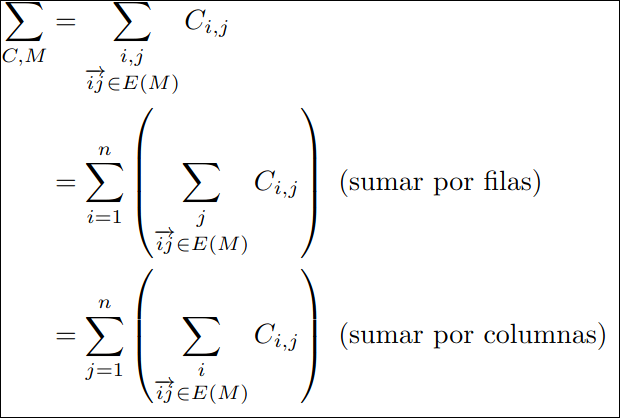 \sum_{C,M} = \sum_{\substack{i,j \\ \overrightarrow{ij} \in E(M)}} C_{i,j}
= \sum_{i=1}^{n} \left( \sum_{\substack{j \\ \overrightarrow{ij} \in E(M)}} C_{i,j} \right) (sumar por filas)
= \sum_{j=1}^{n} \left( \sum_{\substack{i \\ \overrightarrow{ij} \in E(M)}} C_{i,j} \right) (sumar por columnas)